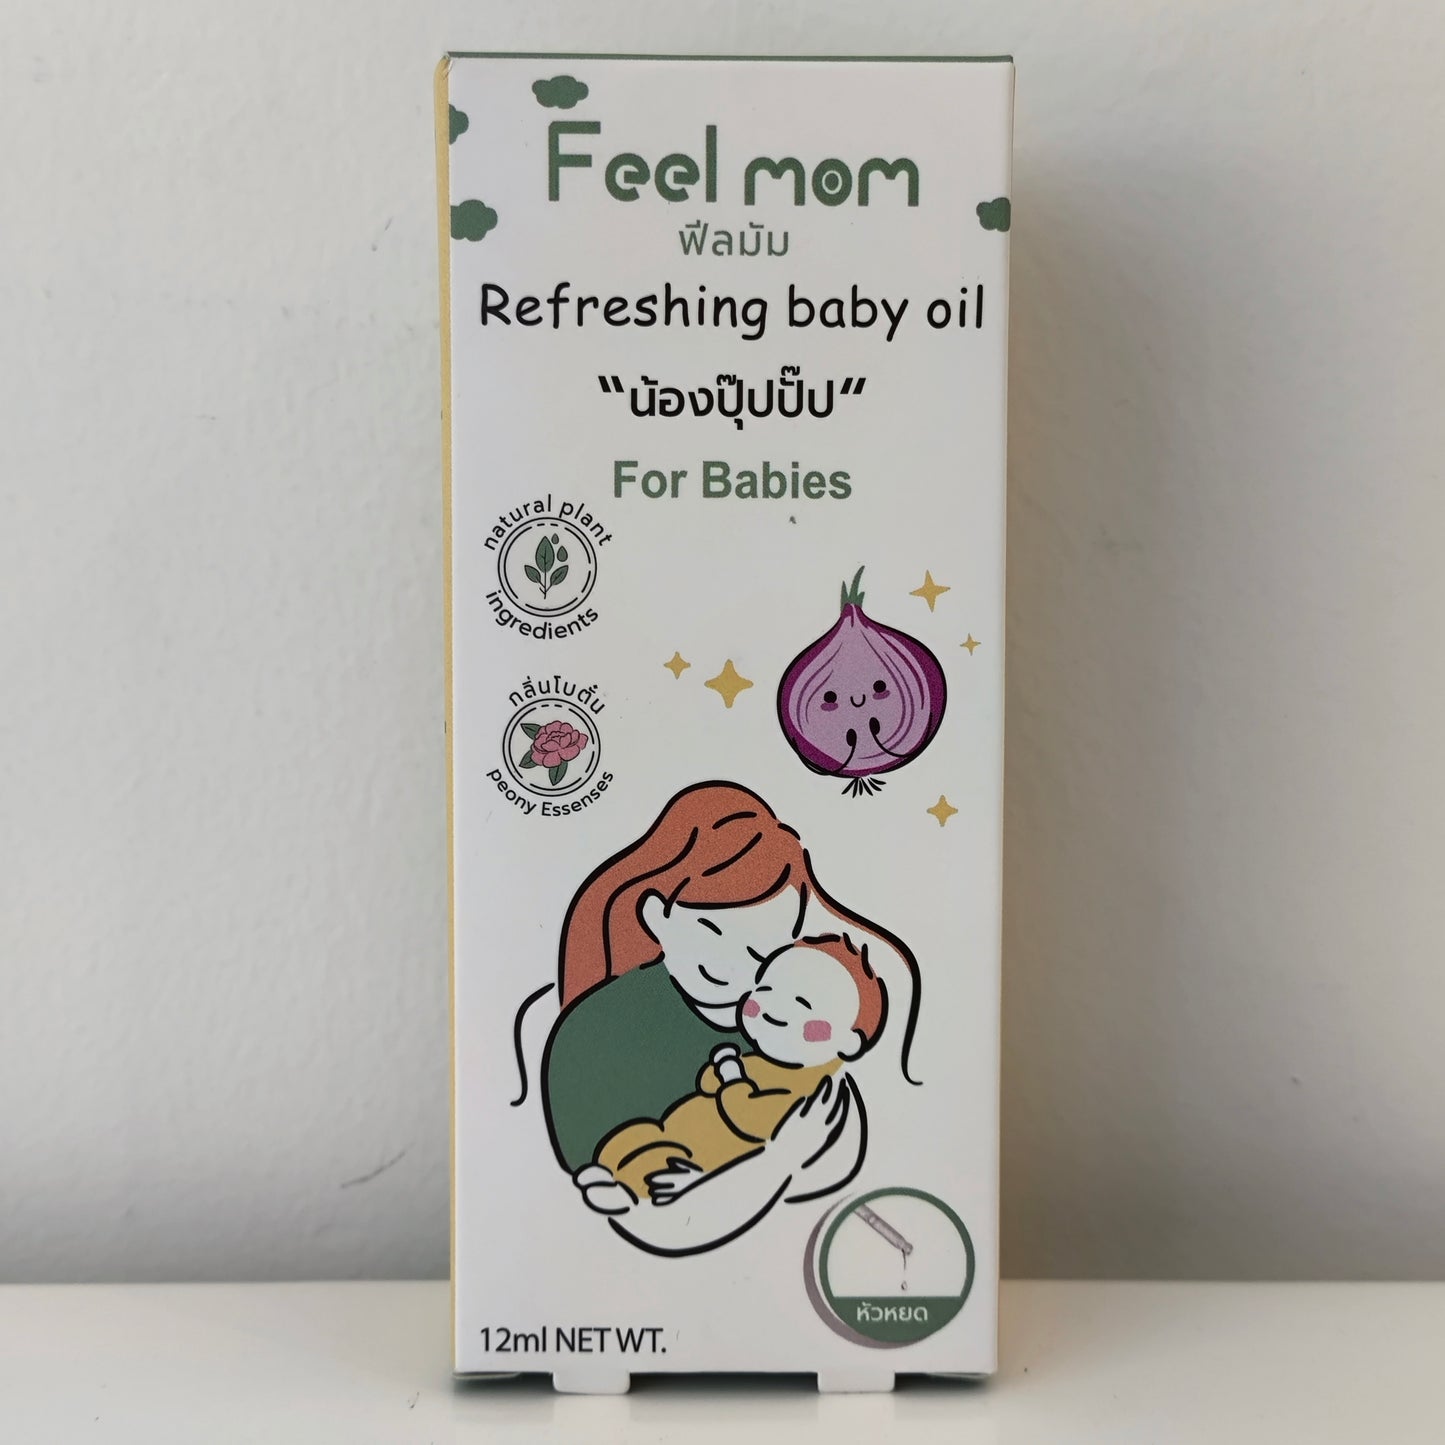 Feel mom
ฟีลมัม
Refreshing baby oil
“น้องปุ๊ปปั๊ป“
For Babies
natural plant
ingredients
กลิ่นโบตั๋น
peony Essenses
หัวหยด
12ml NET WT.